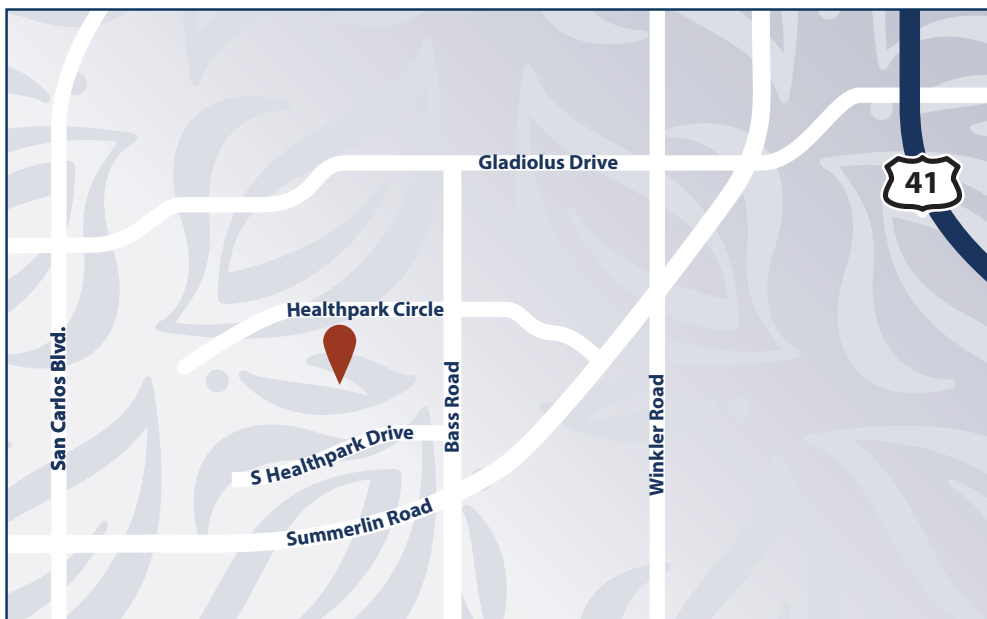 Gladiolus Drive
41
Healthpark Circle
San Carlos Blvd.
Bass Road
Winkler Road
S Healthpark Drive
Summerlin Road